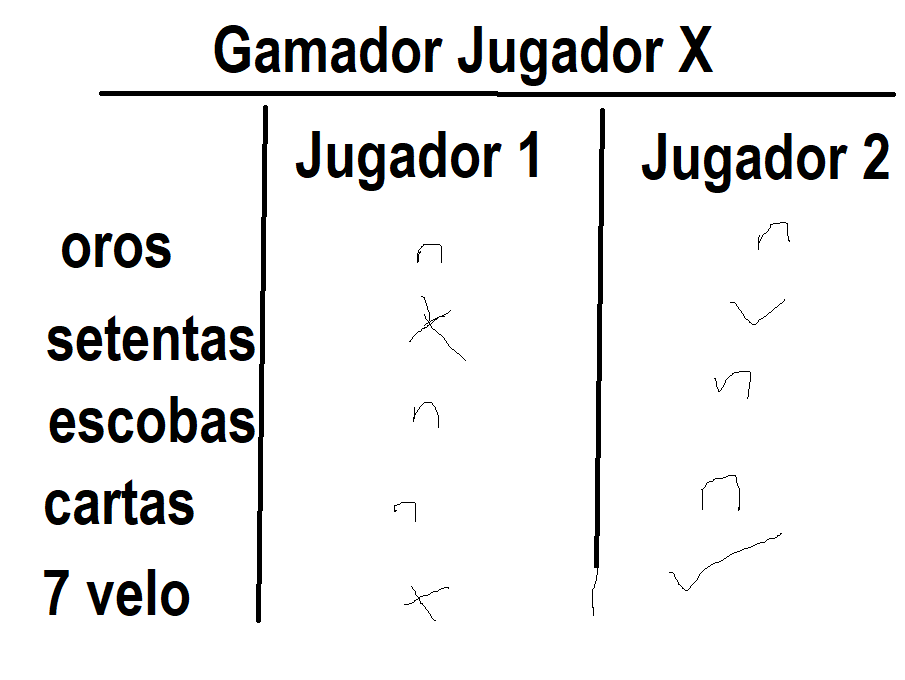 Gamador Jugador X
Jugador 1 Jugador 2
oros n n
setentas X ✓
escobas n n
cartas n n
7 velo X ✓